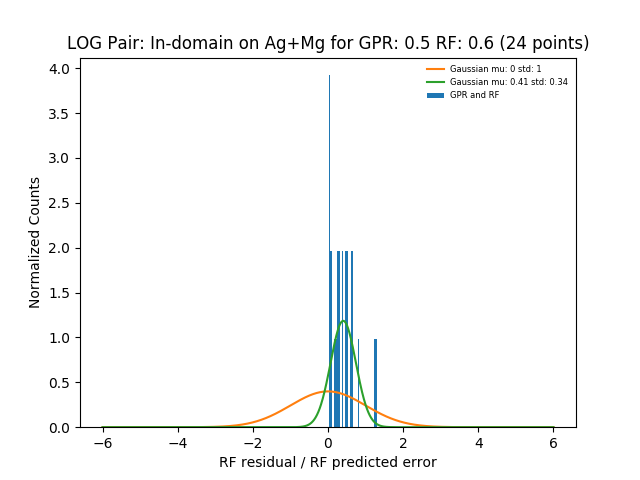 LOG Pair: In-domain on Ag+Mg for GPR: 0.5 RF: 0.6 (24 points)
Gaussian mu: 0 std: 1
Gaussian mu: 0.41 std: 0.34
GPR and RF
Normalized Counts
4.0
3.5
3.0
2.5
2.0
1.5
1.0
0.5
0.0
−6 −4 −2 0 2 4 6
RF residual / RF predicted error